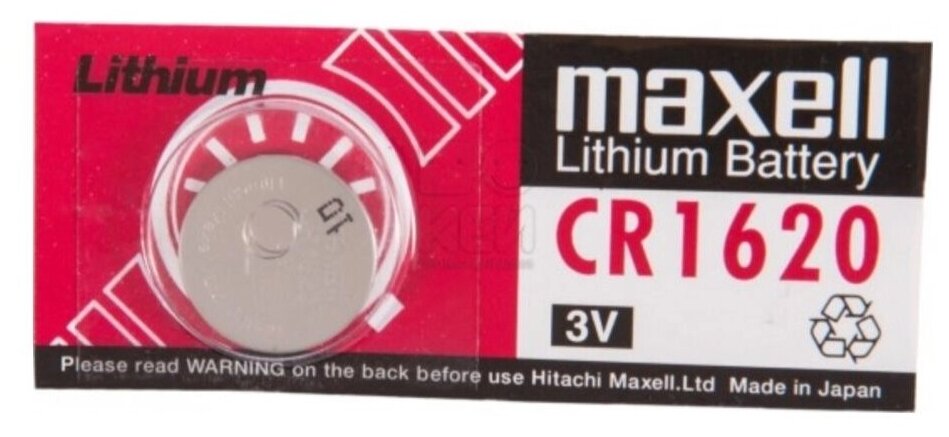 Lithium
maxell
Lithium Battery
CR1620
3V
Please read WARNING on the back before use Hitachi Maxell.Ltd Made in Japan